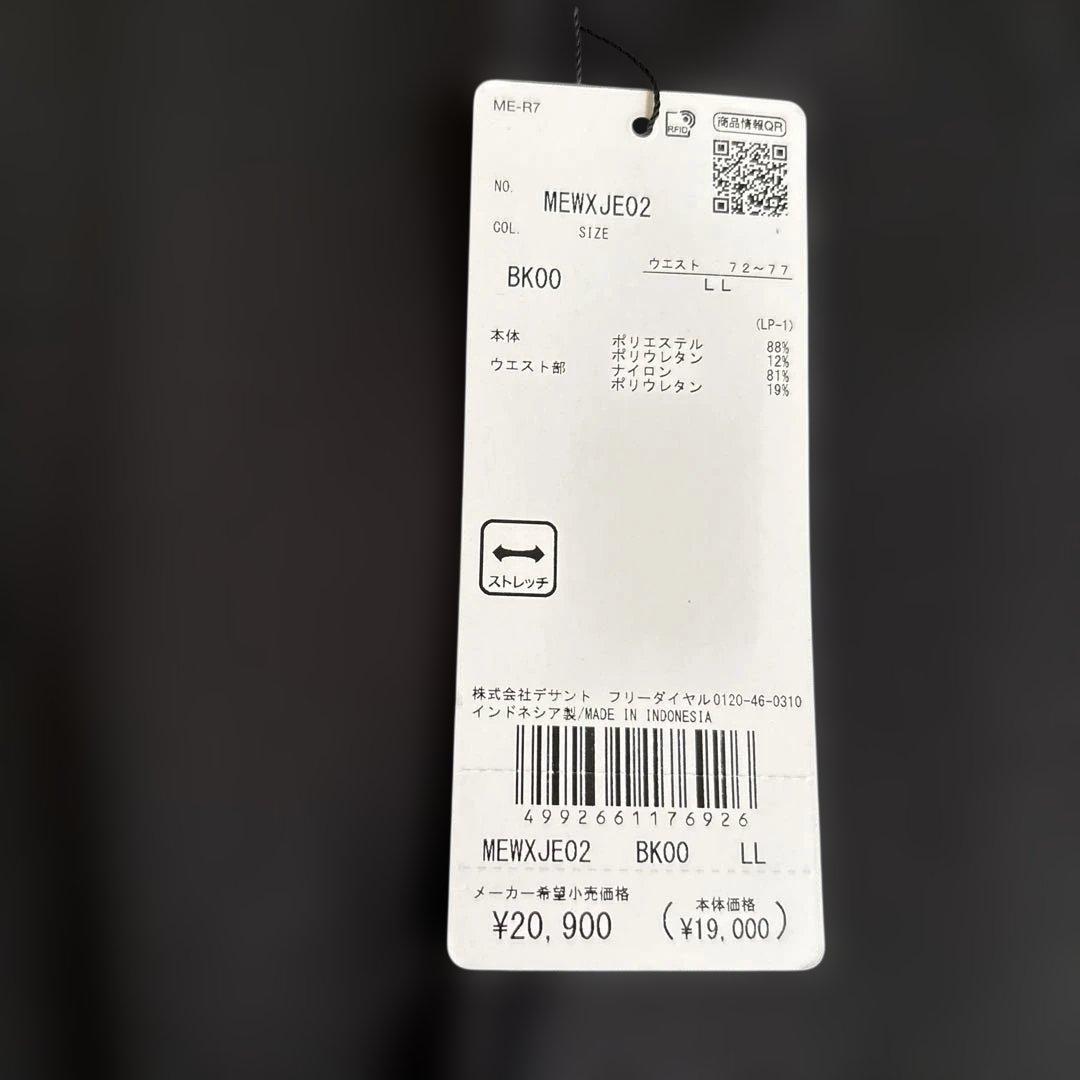 ME-R7
RFID
商品情報QR
NO. MEWXJE02
COL. SIZE
ウエスト 72~77
BK00 LL
(LP-1)
本体 ポリエステル 88%
ポリウレタン 12%
ウエスト部 ナイロン 81%
ポリウレタン 19%
ストレッチ
株式会社デサント フリーダイヤル0120-46-0310
インドネシア製/MADE IN INDONESIA
4992661176926
MEWXJE02 BK00 LL
メーカー希望小売価格
¥20,900
(本体価格
¥19,000)